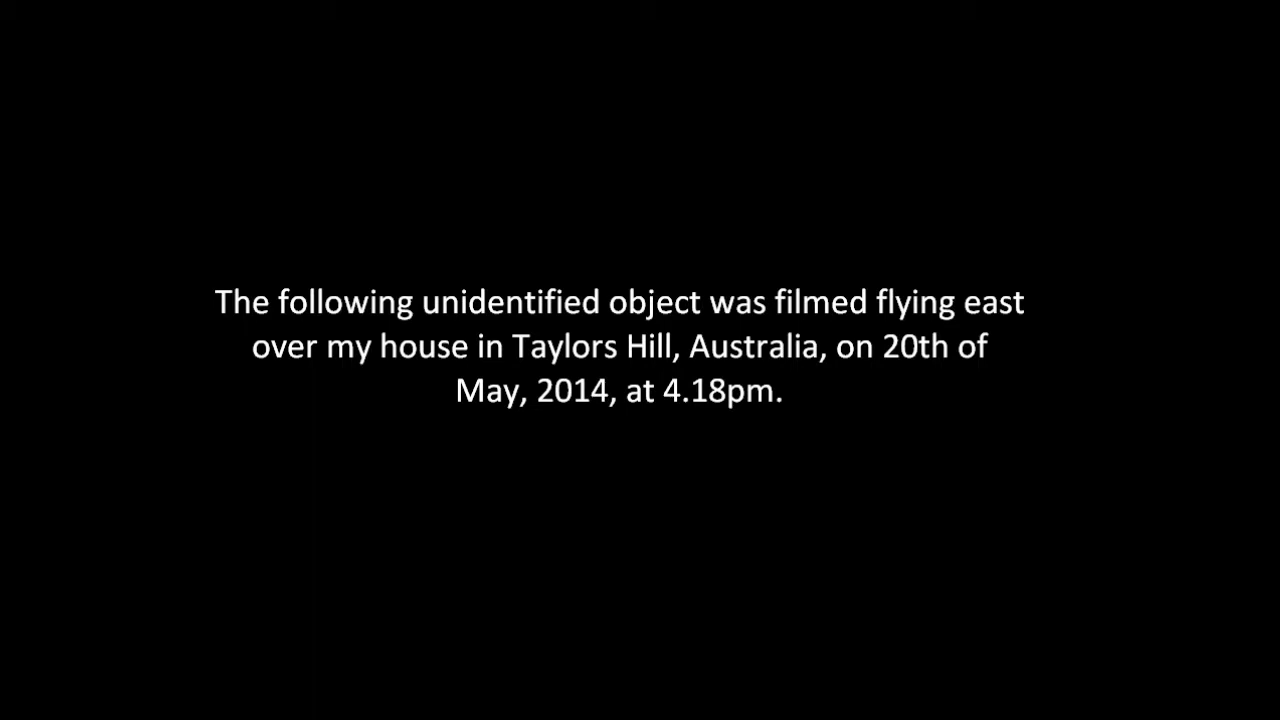 The following unidentified object was filmed flying east
over my house in Taylors Hill, Australia, on 20th of
May, 2014, at 4.18pm.